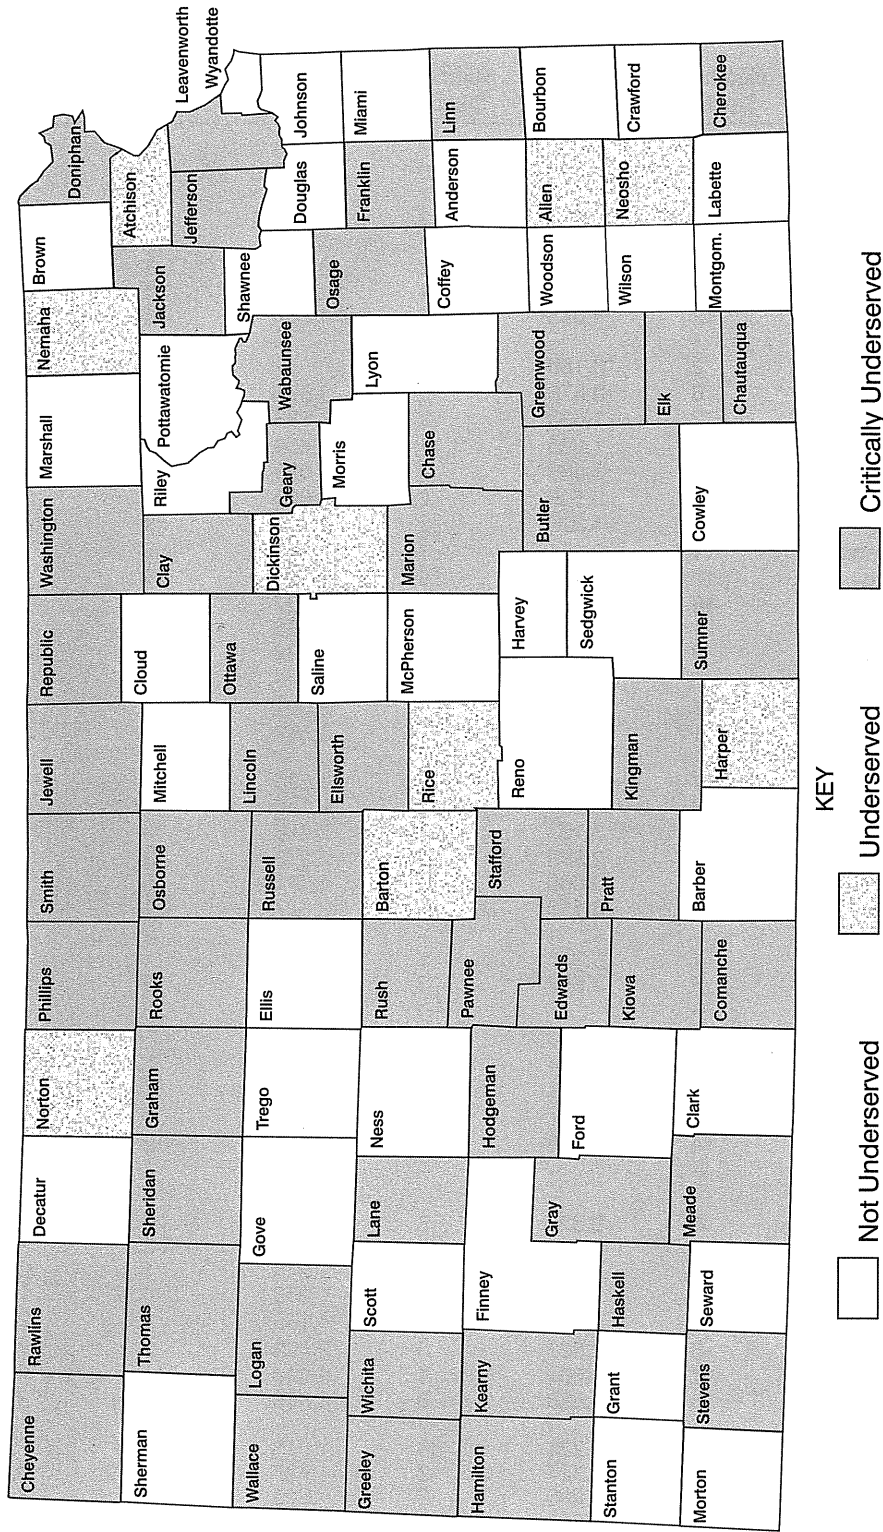 Cheyenne
Rawlins
Decatur
Norton
Phillips
Smith
Jewell
Republic
Washington
Marshall
Nemaha
Brown
Doniphan
Sherman
Thomas
Sheridan
Graham
Rooks
Osborne
Mitchell
Cloud
Clay
Riley
Pottawatomie
Jackson
Atchison
Jefferson
Leavenworth
Wyandotte
Wallace
Logan
Gove
Trego
Ellis
Russell
Lincoln
Ottawa
Dickinson
Geary
Wabaunsee
Shawnee
Douglas
Johnson
Greeley
Wichita
Scott
Lane
Ness
Rush
Barton
Ellsworth
Saline
Morris
Lyon
Osage
Franklin
Miami
Hamilton
Kearny
Finney
Hodgeman
Pawnee
Stafford
Rice
McPherson
Marion
Chase
Coffey
Anderson
Linn
Stanton
Grant
Haskell
Gray
Ford
Edwards
Kiowa
Pratt
Reno
Harvey
Sedgwick
Butler
Greenwood
Woodson
Allen
Bourbon
Morton
Stevens
Seward
Meade
Clark
Comanche
Barber
Kingman
Harper
Sumner
Cowley
Elk
Chautauqua
Wilson
Montgom.
Neosho
Labette
Crawford
Cherokee
KEY
Not Underserved
Underserved
Critically Underserved